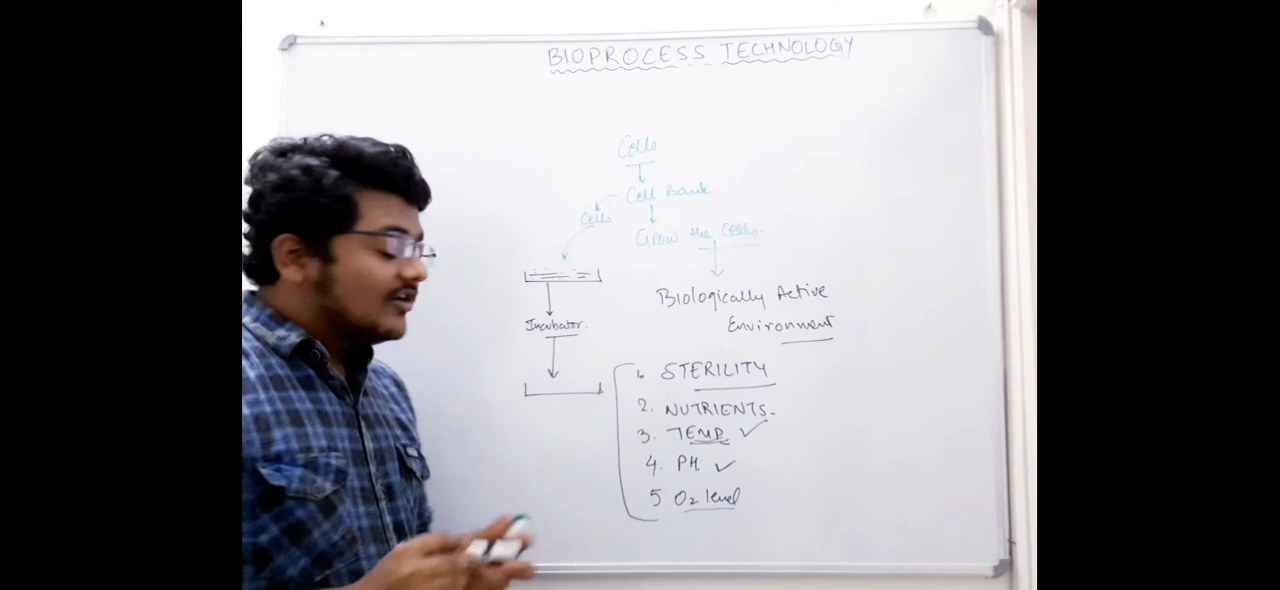 BIOPROCESS TECHNOLOGY
Cells
Cell Bank
Cells
Grow the Cells.
Biologically Active
Environment
Incubator.
1. STERILITY
2. NUTRIENTS
3. TEMP ✓
4. PH ✓
5 O2 level